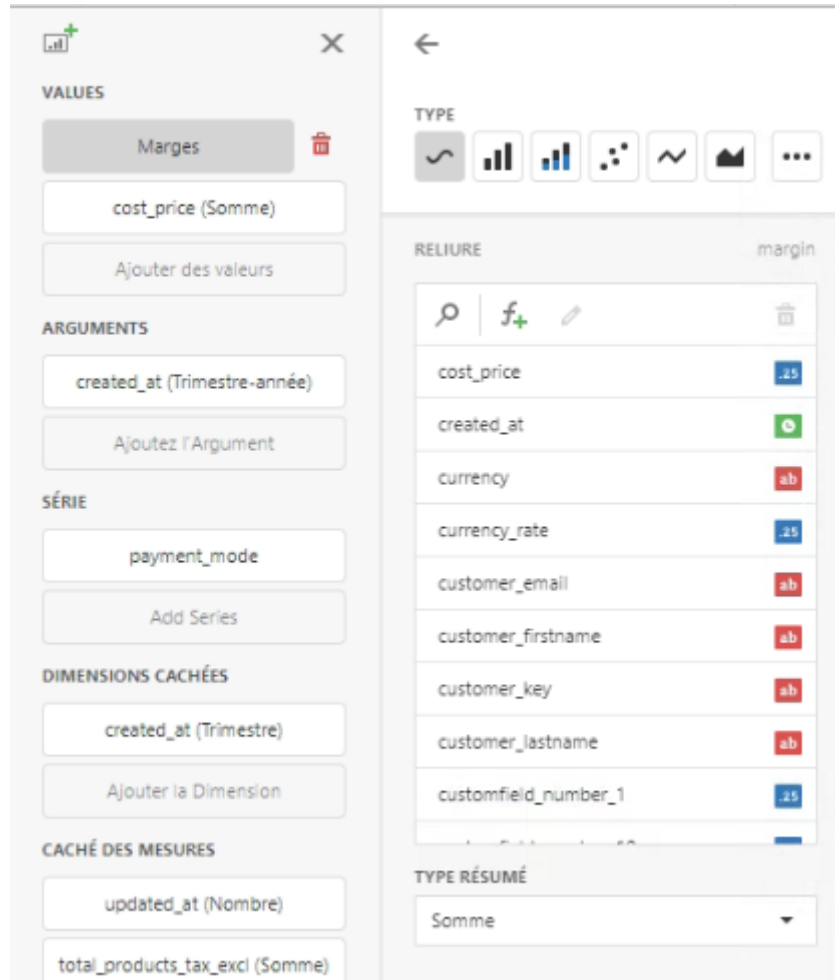 VALUES
Marges
cost_price (Somme)
Ajouter des valeurs
ARGUMENTS
created_at (Trimestre-année)
Ajoutez l'Argument
SÉRIE
payment_mode
Add Series
DIMENSIONS CACHÉES
created_at (Trimestre)
Ajouter la Dimension
CACHÉ DES MESURES
updated_at (Nombre)
total_products_tax_excl (Somme)
TYPE
RELIURE margin
cost_price .25
created_at
currency ab
currency_rate .25
customer_email ab
customer_firstname ab
customer_key ab
customer_lastname ab
customfield_number_1 .25
TYPE RÉSUMÉ
Somme